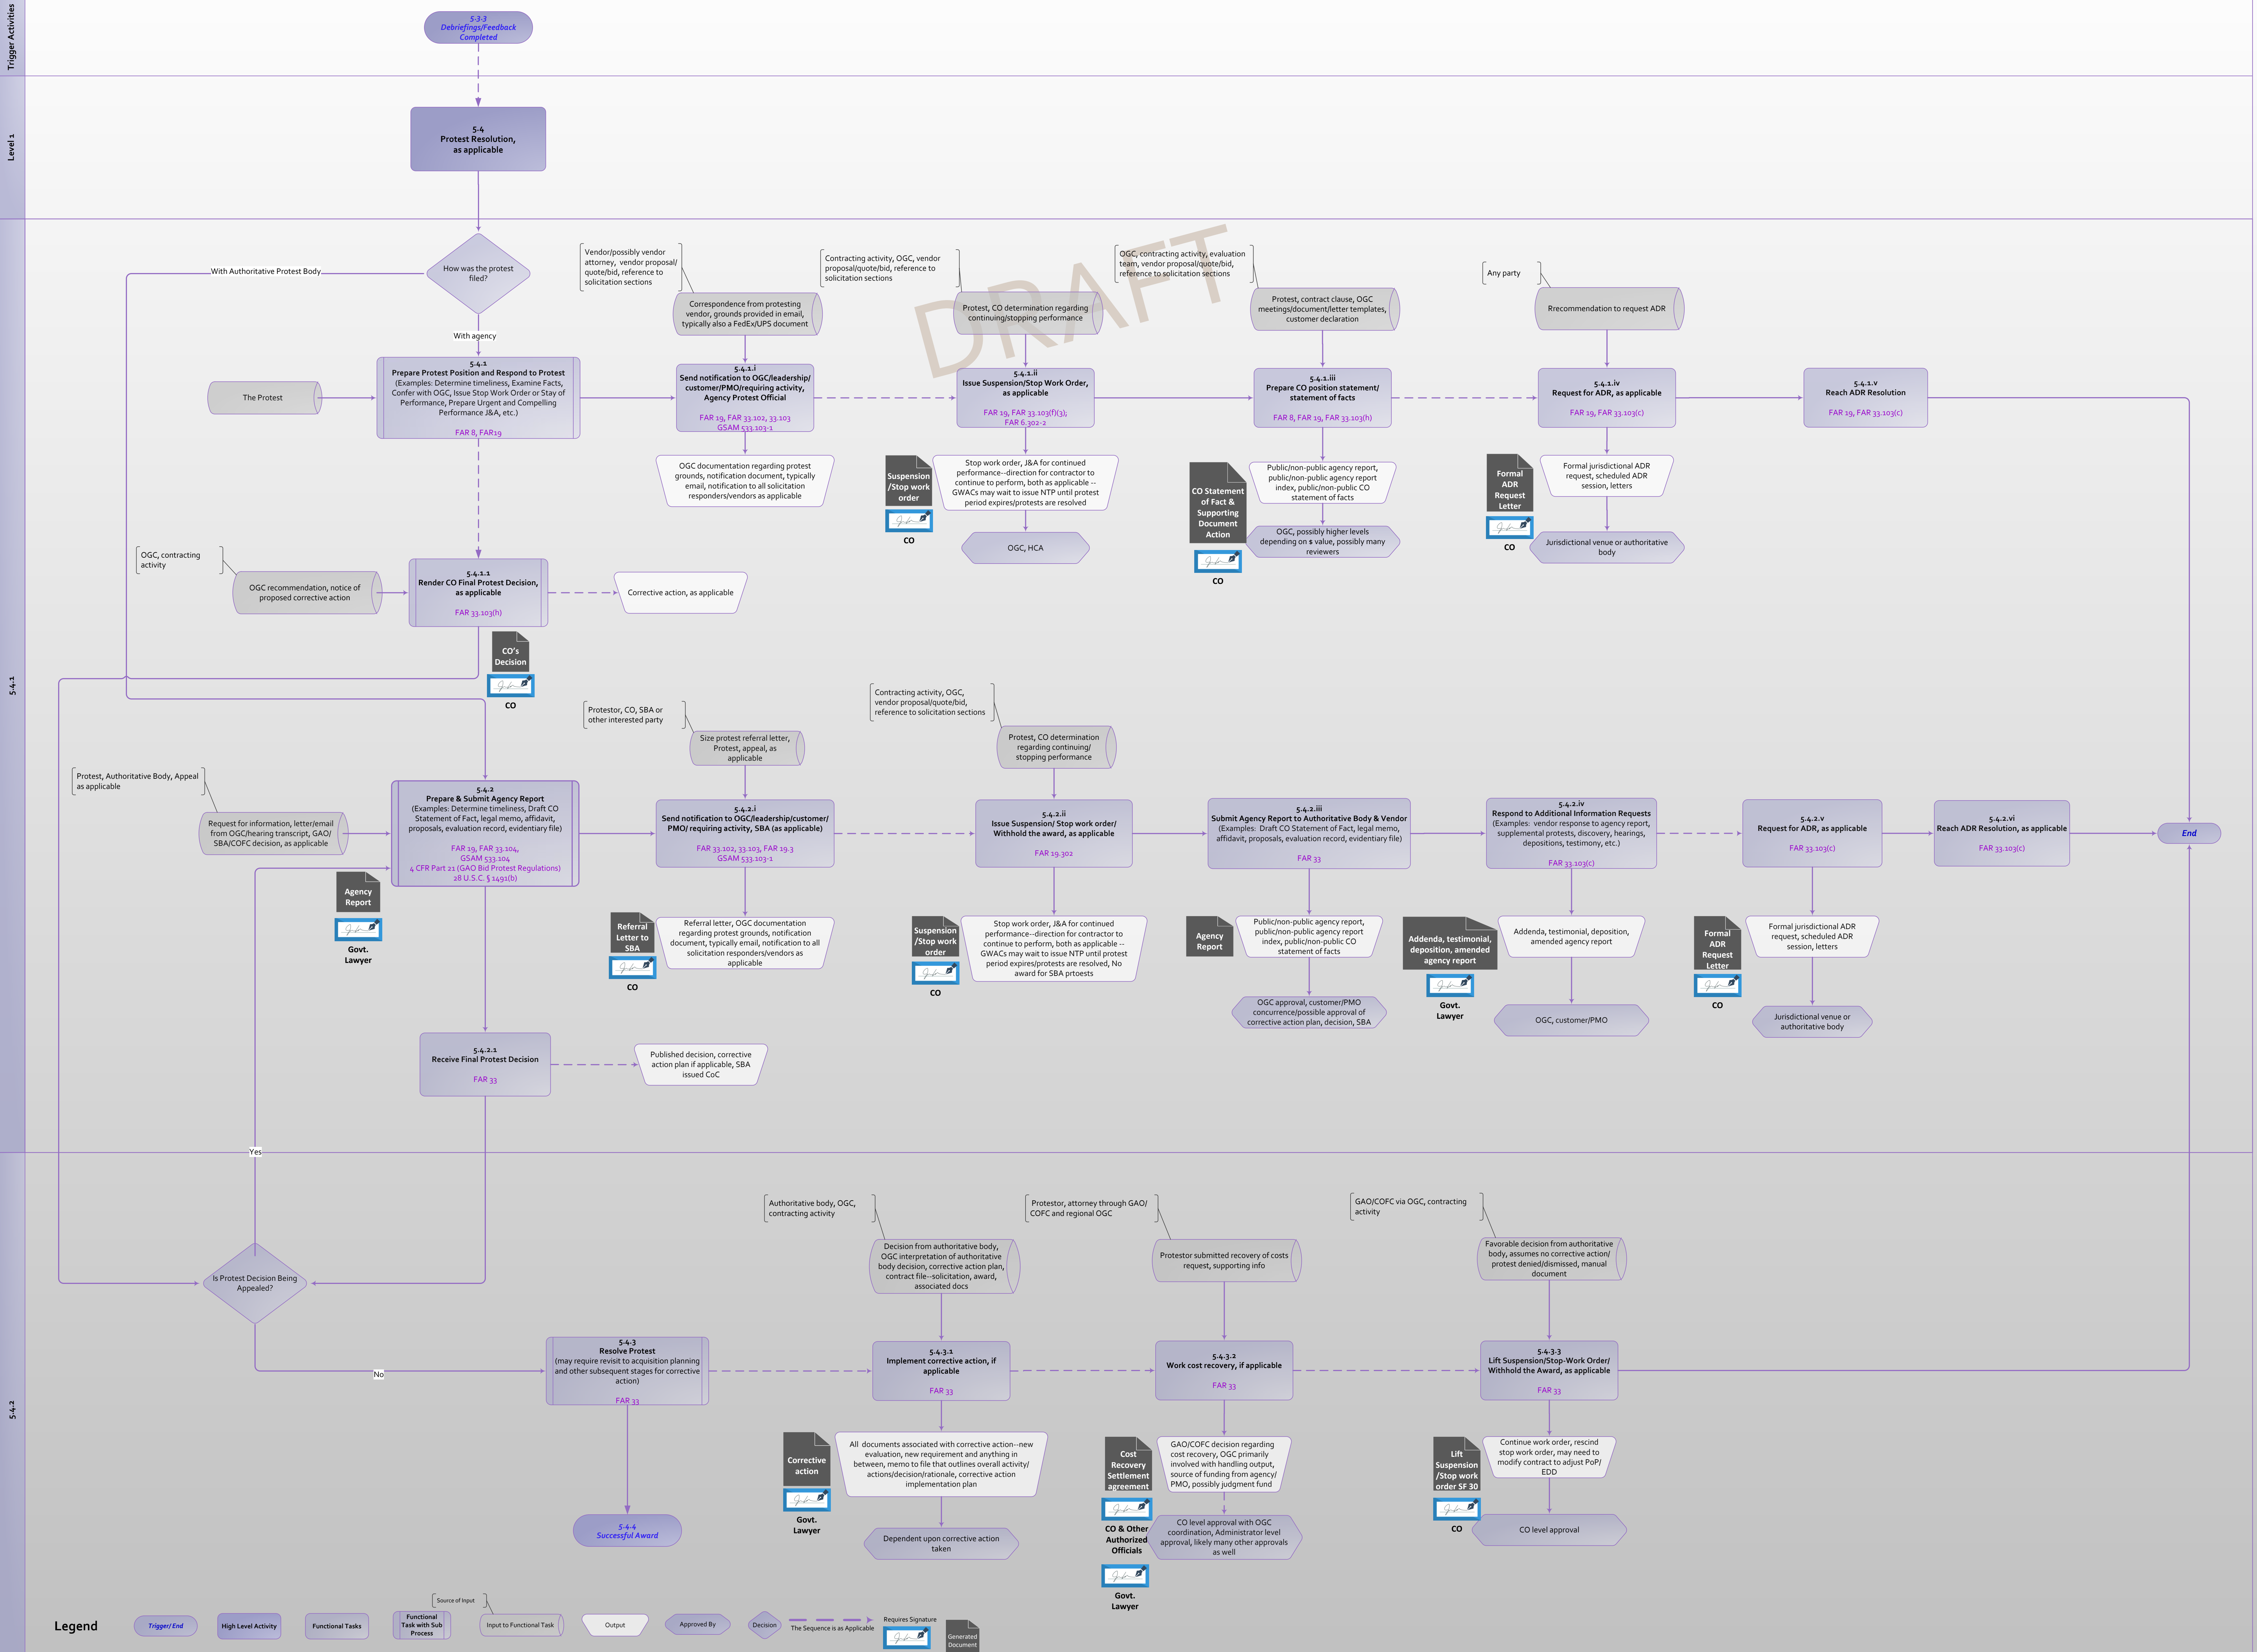 Trigger Activities
5-3-3
Debriefings/Feedback
Completed
Level 1
5.4
Protest Resolution,
as applicable
5.4.1
How was the protest
filed?
With Authoritative Protest Body
With agency
DRAFT
Vendor/possibly vendor
attorney, vendor proposal/
quote/bid, reference to
solicitation sections
Correspondence from protesting
vendor, grounds provided in email,
typically also a FedEx/UPS document
Contracting activity, OGC, vendor
proposal/quote/bid, reference to
solicitation sections
Protest, CO determination regarding
continuing/stopping performance
OGC, contracting activity, evaluation
team, vendor proposal/quote/bid,
reference to solicitation sections
Protest, contract clause, OGC
meetings/document/letter templates,
customer declaration
Any party
Rrecommendation to request ADR
The Protest
5.4.1
Prepare Protest Position and Respond to Protest
(Examples: Determine timeliness, Examine Facts,
Confer with OGC, Issue Stop Work Order or Stay of
Performance, Prepare Urgent and Compelling
Performance J&A, etc.)
FAR 8, FAR19
5.4.1.i
Send notification to OGC/leadership/
customer/PMO/requiring activity,
Agency Protest Official
FAR 19, FAR 33.102, 33.103
GSAM 533.103-1
5.4.1.ii
Issue Suspension/Stop Work Order,
as applicable
FAR 19, FAR 33.103(f)(3);
FAR 6.302-2
5.4.1.iii
Prepare CO position statement/
statement of facts
FAR 8, FAR 19, FAR 33.103(h)
5.4.1.iv
Request for ADR, as applicable
FAR 19, FAR 33.103(c)
5.4.1.v
Reach ADR Resolution
FAR 19, FAR 33.103(c)
OGC documentation regarding protest
grounds, notification document, typically
email, notification to all solicitation
responders/vendors as applicable
Suspension
/Stop work
order
CO
Stop work order, J&A for continued
performance--direction for contractor to
continue to perform, both as applicable --
GWACs may wait to issue NTP until protest
period expires/protests are resolved
OGC, HCA
CO Statement
of Fact &
Supporting
Document
Action
CO
Public/non-public agency report,
public/non-public agency report
index, public/non-public CO
statement of facts
OGC, possibly higher levels
depending on $ value, possibly many
reviewers
Formal
ADR
Request
Letter
CO
Formal jurisdictional ADR
request, scheduled ADR
session, letters
Jurisdictional venue or authoritative
body
OGC, contracting
activity
OGC recommendation, notice of
proposed corrective action
5.4.1.1
Render CO Final Protest Decision,
as applicable
FAR 33.103(h)
Corrective action, as applicable
CO's
Decision
CO
Protestor, CO, SBA or
other interested party
Size protest referral letter,
Protest, appeal, as
applicable
Contracting activity, OGC,
vendor proposal/quote/bid,
reference to solicitation sections
Protest, CO determination
regarding continuing/
stopping performance
Protest, Authoritative Body, Appeal
as applicable
Request for information, letter/email
from OGC/hearing transcript, GAO/
SBA/COFC decision, as applicable
5.4.2
Prepare & Submit Agency Report
(Examples: Determine timeliness, Draft CO
Statement of Fact, legal memo, affidavit,
proposals, evaluation record, evidentiary file)
FAR 19, FAR 33.104,
GSAM 533.104
4 CFR Part 21 (GAO Bid Protest Regulations)
28 U.S.C. § 1491(b)
5.4.2.i
Send notification to OGC/leadership/customer/
PMO/ requiring activity, SBA (as applicable)
FAR 33.102, 33.103, FAR 19.3
GSAM 533.103-1
5.4.2.ii
Issue Suspension/ Stop work order/
Withhold the award, as applicable
FAR 19.302
5.4.2.iii
Submit Agency Report to Authoritative Body & Vendor
(Examples: Draft CO Statement of Fact, legal memo,
affidavit, proposals, evaluation record, evidentiary file)
FAR 33
5.4.2.iv
Respond to Additional Information Requests
(Examples: vendor response to agency report,
supplemental protests, discovery, hearings,
depositions, testimony, etc.)
FAR 33.103(c)
5.4.2.v
Request for ADR, as applicable
FAR 33.103(c)
5.4.2.vi
Reach ADR Resolution, as applicable
FAR 33.103(c)
End
Agency
Report
Govt.
Lawyer
Referral
Letter to
SBA
CO
Referral letter, OGC documentation
regarding protest grounds, notification
document, typically email, notification to all
solicitation responders/vendors as
applicable
Suspension
/Stop work
order
CO
Stop work order, J&A for continued
performance--direction for contractor to
continue to perform, both as applicable --
GWACs may wait to issue NTP until protest
period expires/protests are resolved, No
award for SBA prtoests
Agency
Report
Public/non-public agency report,
public/non-public agency report
index, public/non-public CO
statement of facts
OGC approval, customer/PMO
concurrence/possible approval of
corrective action plan, decision, SBA
Addenda, testimonial,
deposition, amended
agency report
Govt.
Lawyer
Addenda, testimonial, deposition,
amended agency report
OGC, customer/PMO
Formal
ADR
Request
Letter
CO
Formal jurisdictional ADR
request, scheduled ADR
session, letters
Jurisdictional venue or
authoritative body
5.4.2.1
Receive Final Protest Decision
FAR 33
Published decision, corrective
action plan if applicable, SBA
issued CoC
Yes
5.4.2
Is Protest Decision Being
Appealed?
No
Authoritative body, OGC,
contracting activity
Decision from authoritative body,
OGC interpretation of authoritative
body decision, corrective action plan,
contract file--solicitation, award,
associated docs
Protestor, attorney through GAO/
COFC and regional OGC
Protestor submitted recovery of costs
request, supporting info
GAO/COFC via OGC, contracting
activity
Favorable decision from authoritative
body, assumes no corrective action/
protest denied/dismissed, manual
document
5.4.3
Resolve Protest
(may require revisit to acquisition planning
and other subsequent stages for corrective
action)
FAR 33
5.4.3.1
Implement corrective action, if
applicable
FAR 33
5.4.3.2
Work cost recovery, if applicable
FAR 33
5.4.3.3
Lift Suspension/Stop-Work Order/
Withhold the Award, as applicable
FAR 33
Corrective
action
Govt.
Lawyer
All documents associated with corrective action--new
evaluation, new requirement and anything in
between, memo to file that outlines overall activity/
actions/decision/rationale, corrective action
implementation plan
Dependent upon corrective action
taken
Cost
Recovery
Settlement
agreement
CO & Other
Authorized
Officials
Govt.
Lawyer
GAO/COFC decision regarding
cost recovery, OGC primarily
involved with handling output,
source of funding from agency/
PMO, possibly judgment fund
CO level approval with OGC
coordination, Administrator level
approval, likely many other approvals
as well
Lift
Suspension
/Stop work
order SF 30
CO
Continue work order, rescind
stop work order, may need to
modify contract to adjust PoP/
EDD
CO level approval
5.4.4
Successful Award
Legend
Trigger/ End
High Level Activity
Functional Tasks
Functional
Task with Sub
Process
Source of Input
Input to Functional Task
Output
Approved By
Decision
The Sequence is as Applicable
Requires Signature
Generated
Document